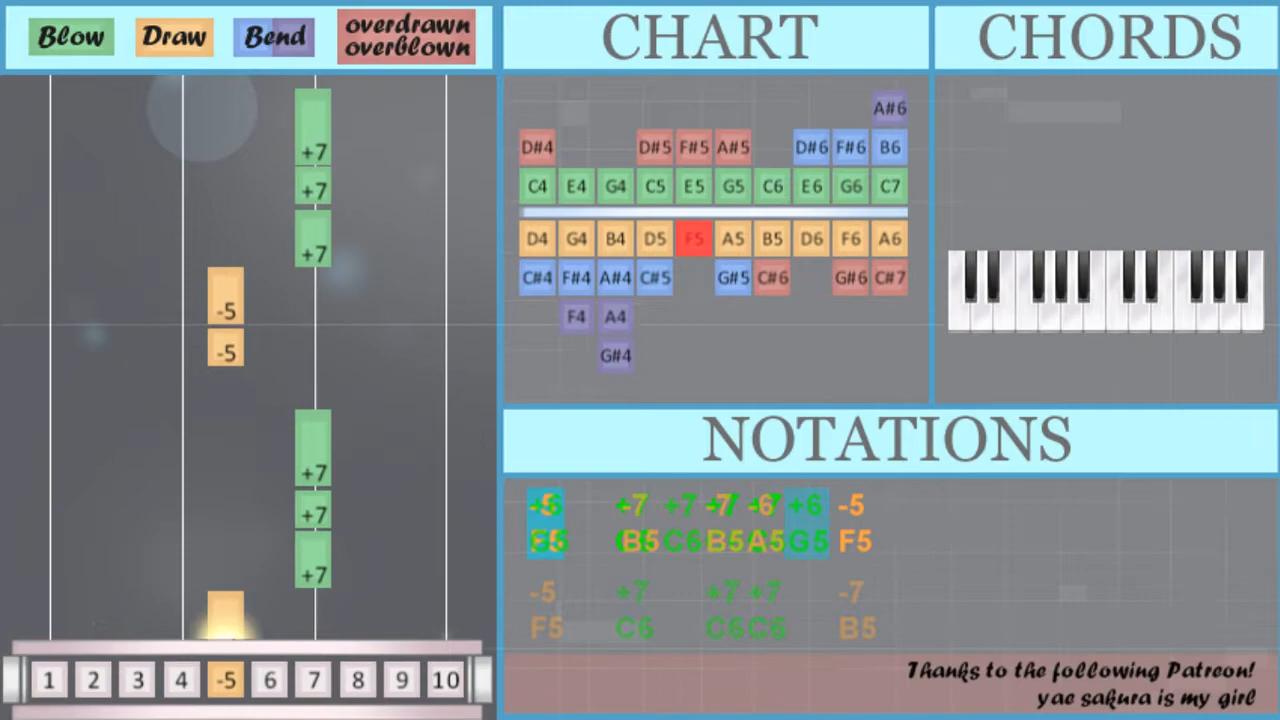 Blow Draw Bend overdrawn
overblown
CHART
CHORDS
+7
+7
+7
-5
-5
+7
+7
+7
1 2 3 4 -5 6 7 8 9 10
A#6
D#4 D#5 F#5 A#5 D#6 F#6 B6
C4 E4 G4 C5 E5 G5 C6 E6 G6 C7
D4 G4 B4 D5 F5 A5 B5 D6 F6 A6
C#4 F#4 A#4 C#5 G#5 C#6 G#6 C#7
F4 A4
G#4
NOTATIONS
+7 +7 +6 -5
B5 C6 B5 A5 G5 F5
-5 +7 +7 +7 -7
F5 C6 C6 C6 B5
Thanks to the following Patreon!
yae sakura is my girl